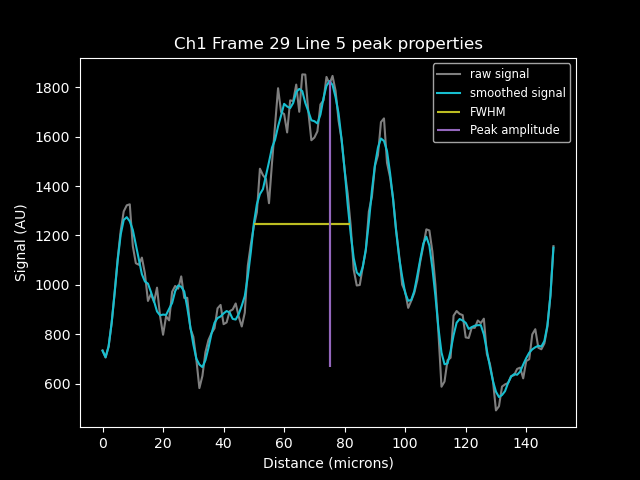 Ch1 Frame 29 Line 5 peak properties
raw signal
smoothed signal
FWHM
Peak amplitude
Signal (AU)
1800
1600
1400
1200
1000
800
600
0 20 40 60 80 100 120 140
Distance (microns)